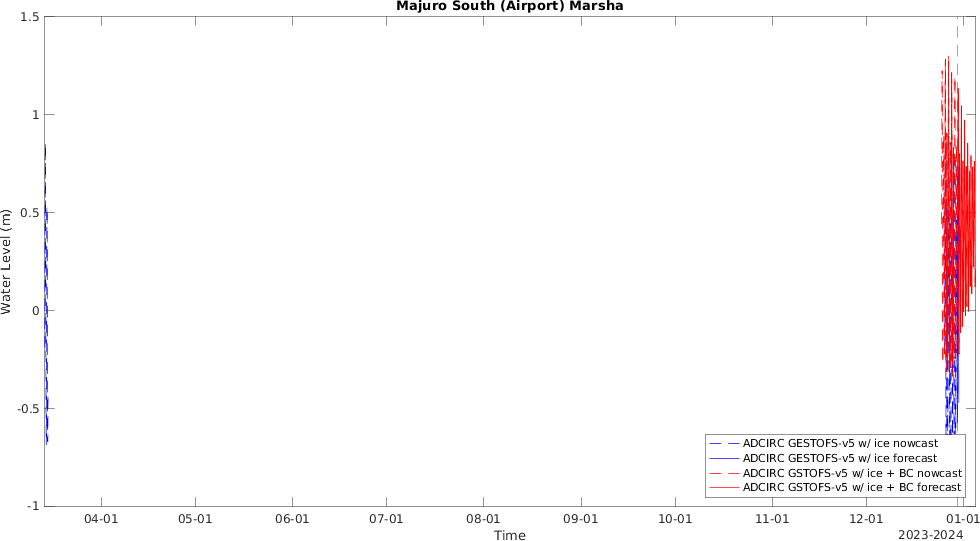 Majuro South (Airport) Marsha
Water Level (m)
1.5
1
0.5
0
-0.5
-1
ADCIRC GESTOFS-v5 w/ ice nowcast
ADCIRC GESTOFS-v5 w/ ice forecast
ADCIRC GSTOFS-v5 w/ ice + BC nowcast
ADCIRC GSTOFS-v5 w/ ice + BC forecast
04-01 05-01 06-01 07-01 08-01 09-01 10-01 11-01 12-01 01-01
Time
2023-2024